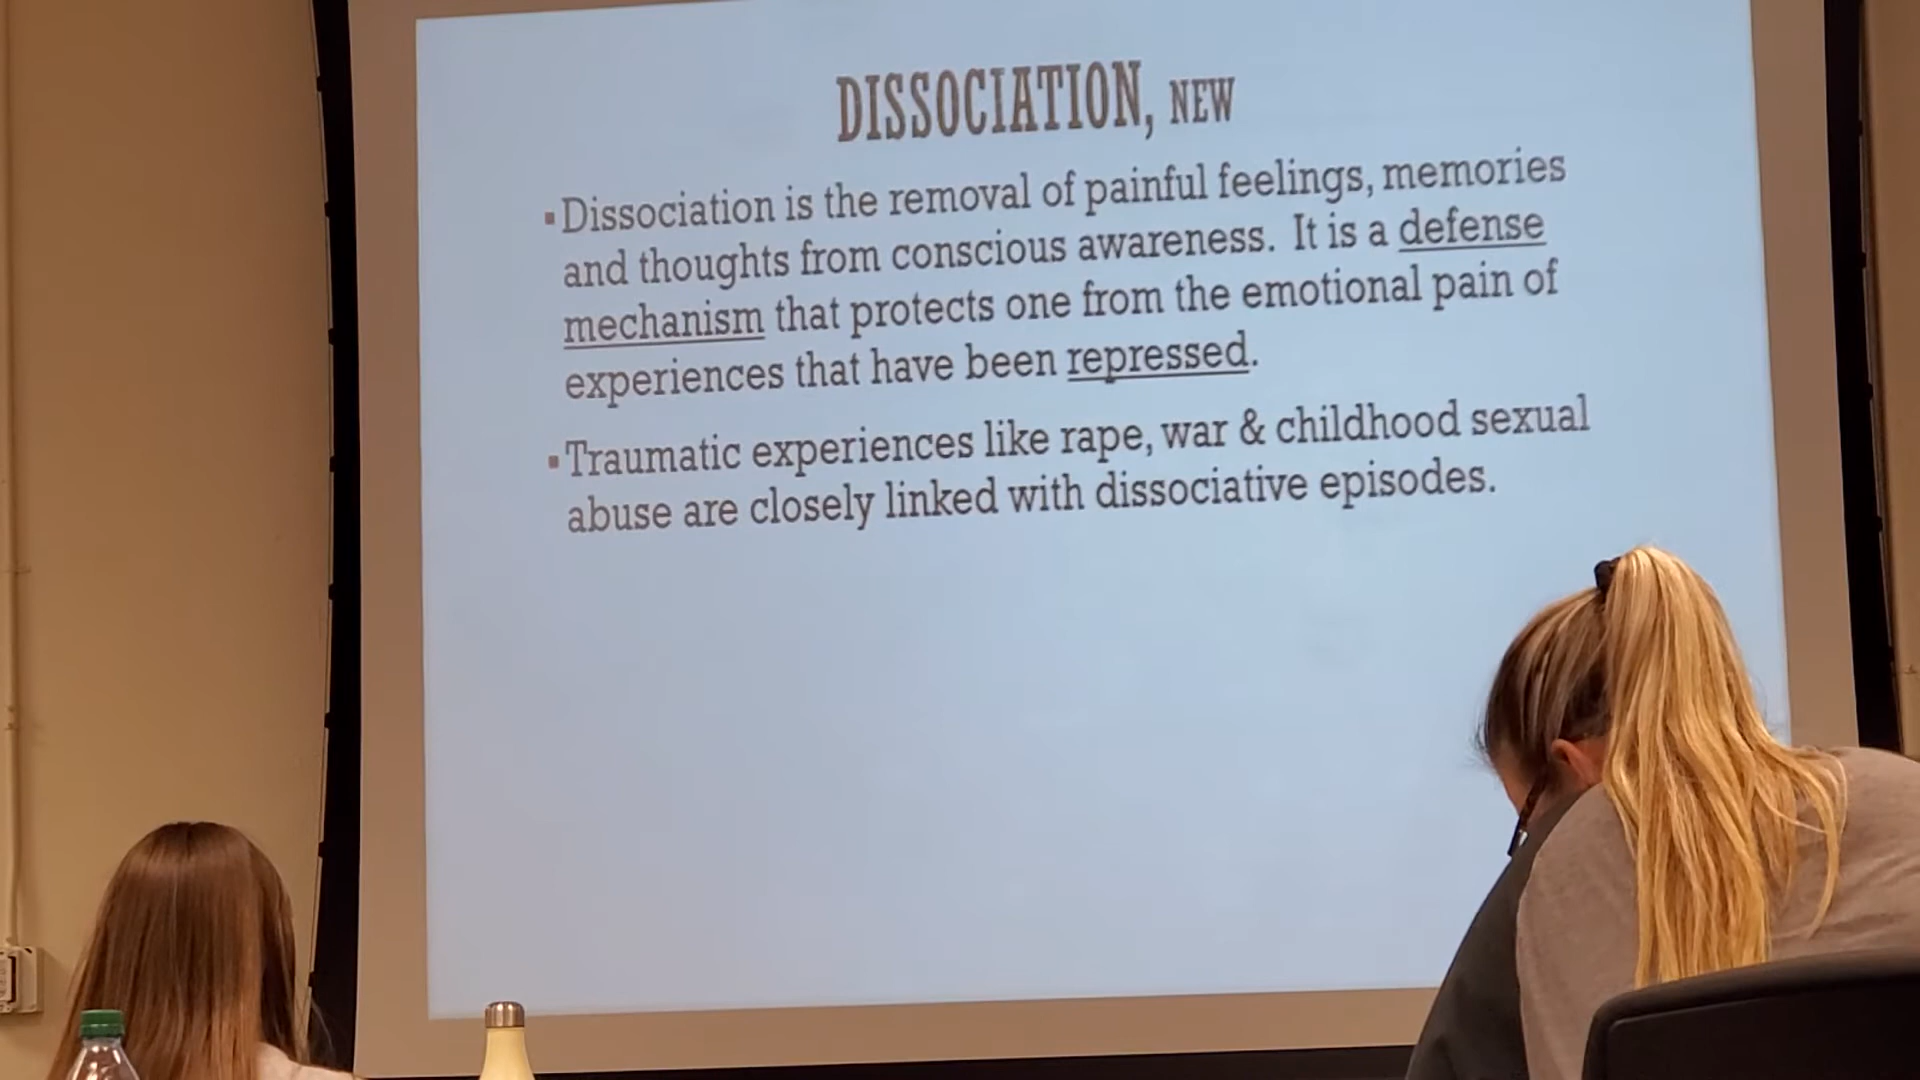 DISSOCIATION, NEW
▪Dissociation is the removal of painful feelings, memories
and thoughts from conscious awareness. It is a defense
mechanism that protects one from the emotional pain of
experiences that have been repressed.
▪Traumatic experiences like rape, war & childhood sexual
abuse are closely linked with dissociative episodes.